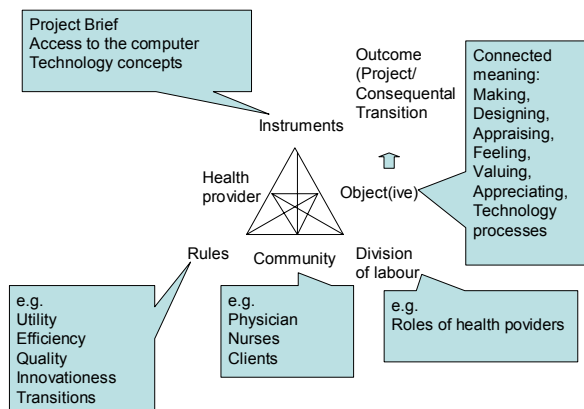 Project Brief
Access to the computer
Technology concepts
Outcome
(Project/
Consequental
Transition
Connected
meaning:
Making,
Designing,
Appraising,
Feeling,
Valuing,
Appreciating,
Technology
processes
Instruments
Health
provider
Object(ive)
Rules
Community
Division
of labour
e.g.
Utility
Efficiency
Quality
Innovationess
Transitions
e.g.
Physician
Nurses
Clients
e.g.
Roles of health poviders